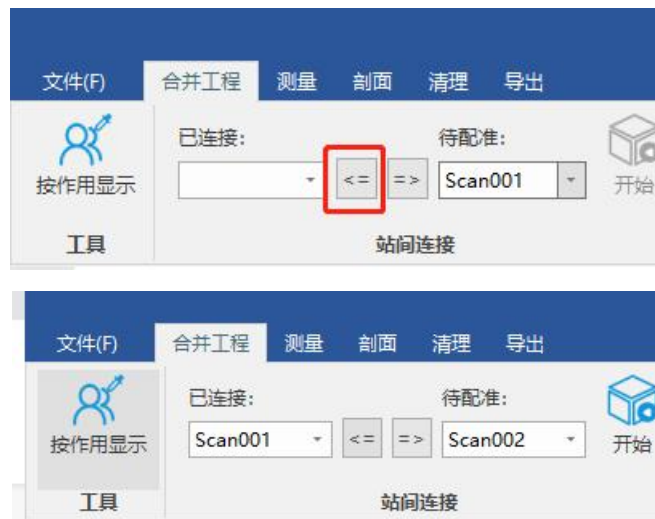 文件(F) 合并工程 测量 剖面 清理 导出
已连接: 待配准:
按作用显示 <= => Scan001 开始
工具 站间连接
文件(F) 合并工程 测量 剖面 清理 导出
已连接: 待配准:
按作用显示 Scan001 <= => Scan002 开始
工具 站间连接